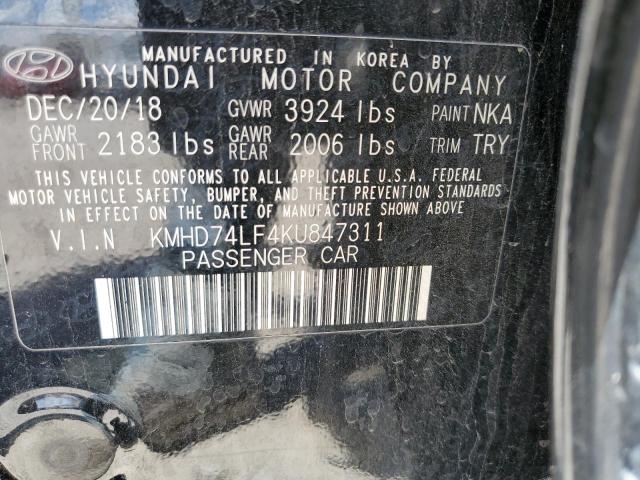 MANUFACTURED IN KOREA BY
HYUNDAI MOTOR COMPANY
DEC/20/18 GVWR 3924 lbs PAINT NKA
GAWR FRONT 2183 lbs GAWR REAR 2006 lbs TRIM TRY
THIS VEHICLE CONFORMS TO ALL APPLICABLE U.S.A. FEDERAL
MOTOR VEHICLE SAFETY, BUMPER, AND THEFT PREVENTION STANDARDS
IN EFFECT ON THE DATE OF MANUFACTURE SHOWN ABOVE.
V.I.N KMHD74LF4KU847311
PASSENGER CAR